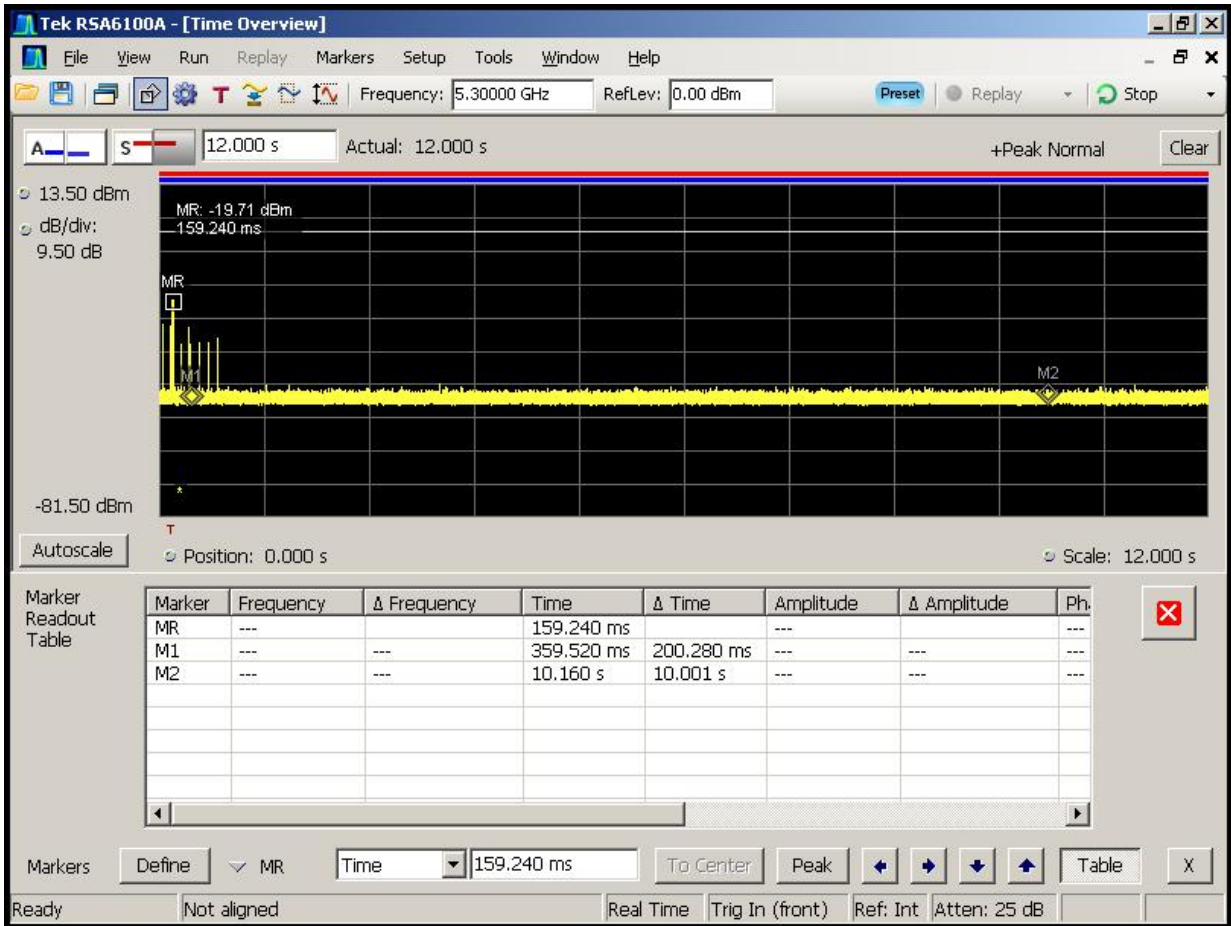 Tek RSA6100A - [Time Overview]
File View Run Replay Markers Setup Tools Window Help
T Frequency: 5.30000 GHz RefLev: 0.00 dBm Preset Replay Stop
A S 12.000 s Actual: 12.000 s +Peak Normal Clear
13.50 dBm
dB/div:
9.50 dB
MR: -19.71 dBm
159.240 ms
MR
M1
M2
-81.50 dBm
*
T
Autoscale Position: 0.000 s Scale: 12.000 s
Marker
Readout
Table
Marker Frequency Δ Frequency Time Δ Time Amplitude Δ Amplitude Ph
MR --- 159.240 ms ---  ---
M1 --- --- 359.520 ms 200.280 ms --- --- ---
M2 --- --- 10.160 s 10.001 s --- --- ---
Markers Define MR Time 159.240 ms To Center Peak Table X
Ready Not aligned Real Time Trig In (front) Ref: Int Atten: 25 dB